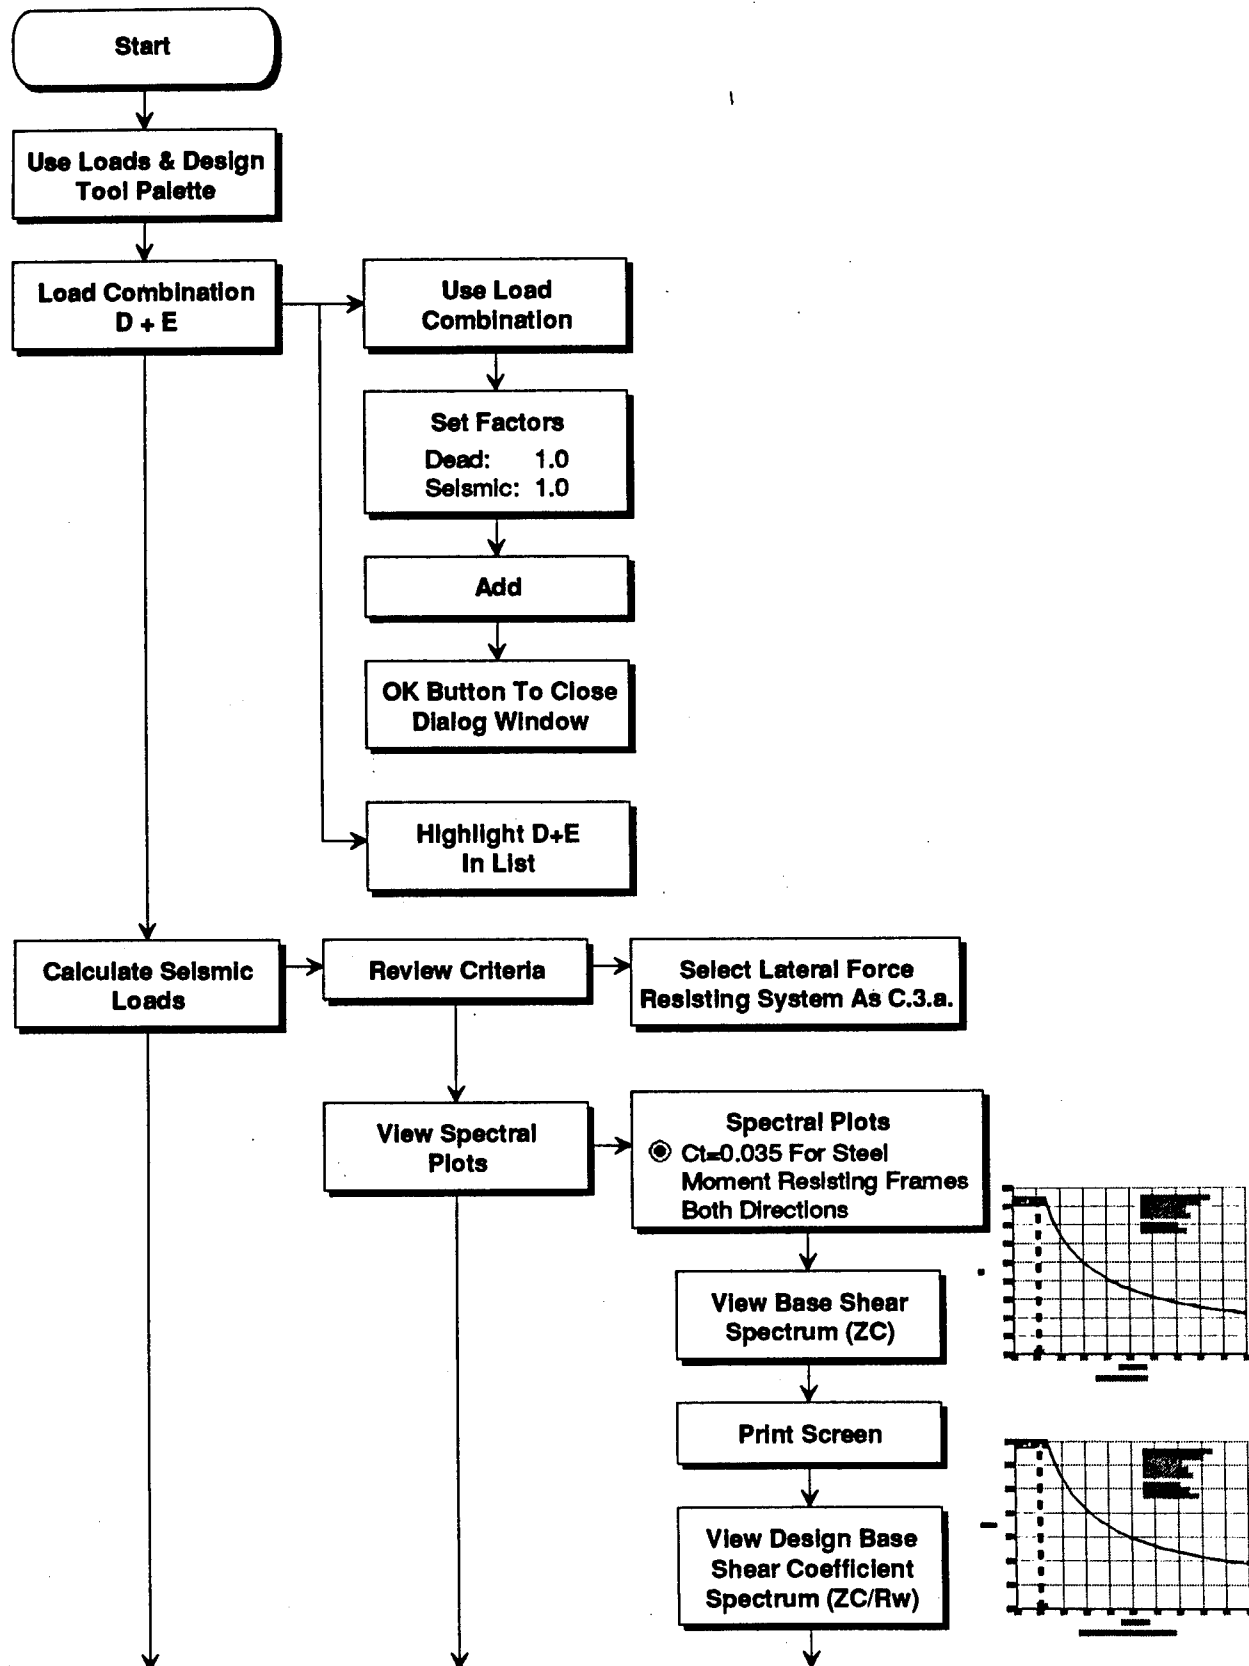 Start
Use Loads & Design
Tool Palette
Load Combination
D + E
Use Load
Combination
Set Factors
Dead: 1.0
Seismic: 1.0
Add
OK Button To Close
Dialog Window
Highlight D+E
In List
Calculate Seismic
Loads
Review Criteria
Select Lateral Force
Resisting System As C.3.a.
View Spectral
Plots
Spectral Plots
Ct=0.035 For Steel
Moment Resisting Frames
Both Directions
View Base Shear
Spectrum (ZC)
Print Screen
View Design Base
Shear Coefficient
Spectrum (ZC/Rw)